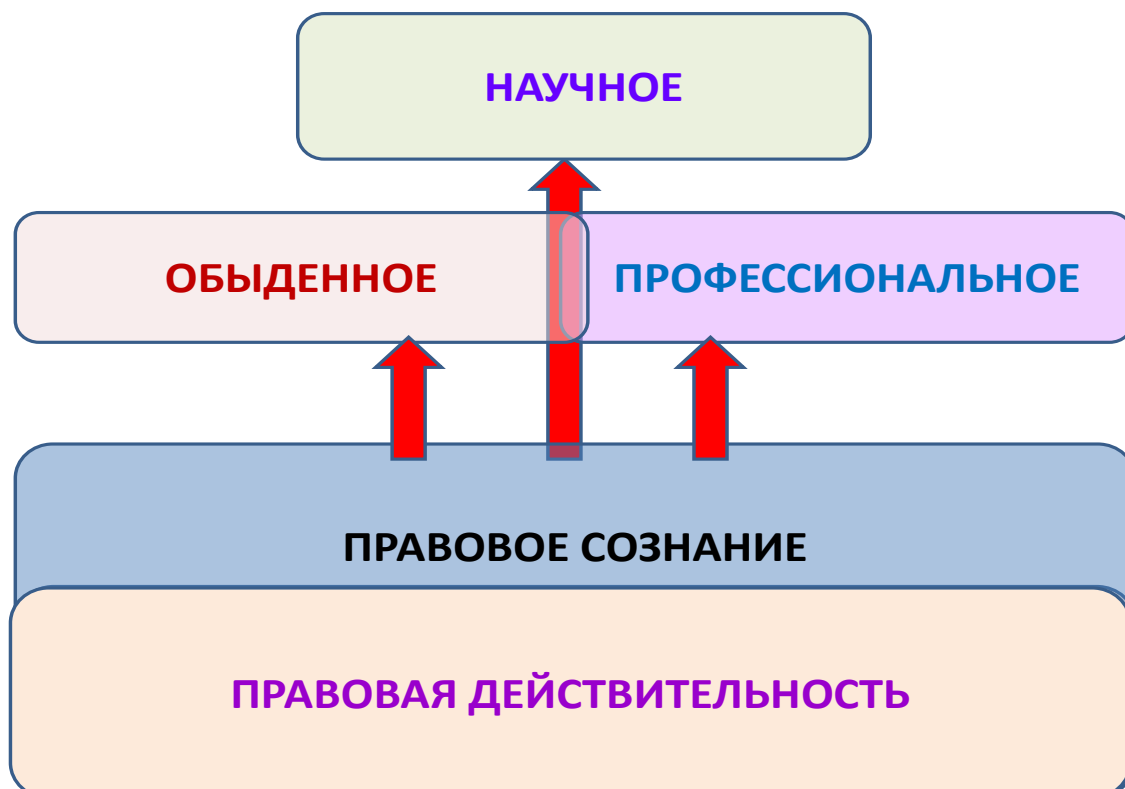 НАУЧНОЕ
ОБЫДЕННОЕ
ПРОФЕССИОНАЛЬНОЕ
ПРАВОВОЕ СОЗНАНИЕ
ПРАВОВАЯ ДЕЙСТВИТЕЛЬНОСТЬ